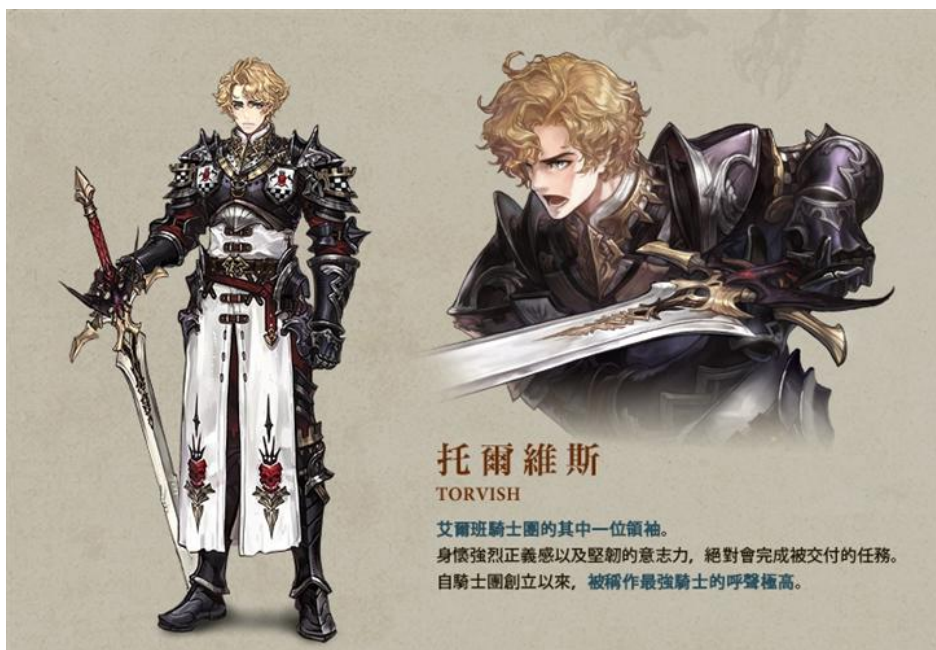 托爾維斯
TORVISH
艾爾班騎士團的其中一位領袖。
身懷強烈正義感以及堅韌的意志力，絕對會完成被交付的任務。
自騎士團創立以來，被稱作最強騎士的呼聲極高。